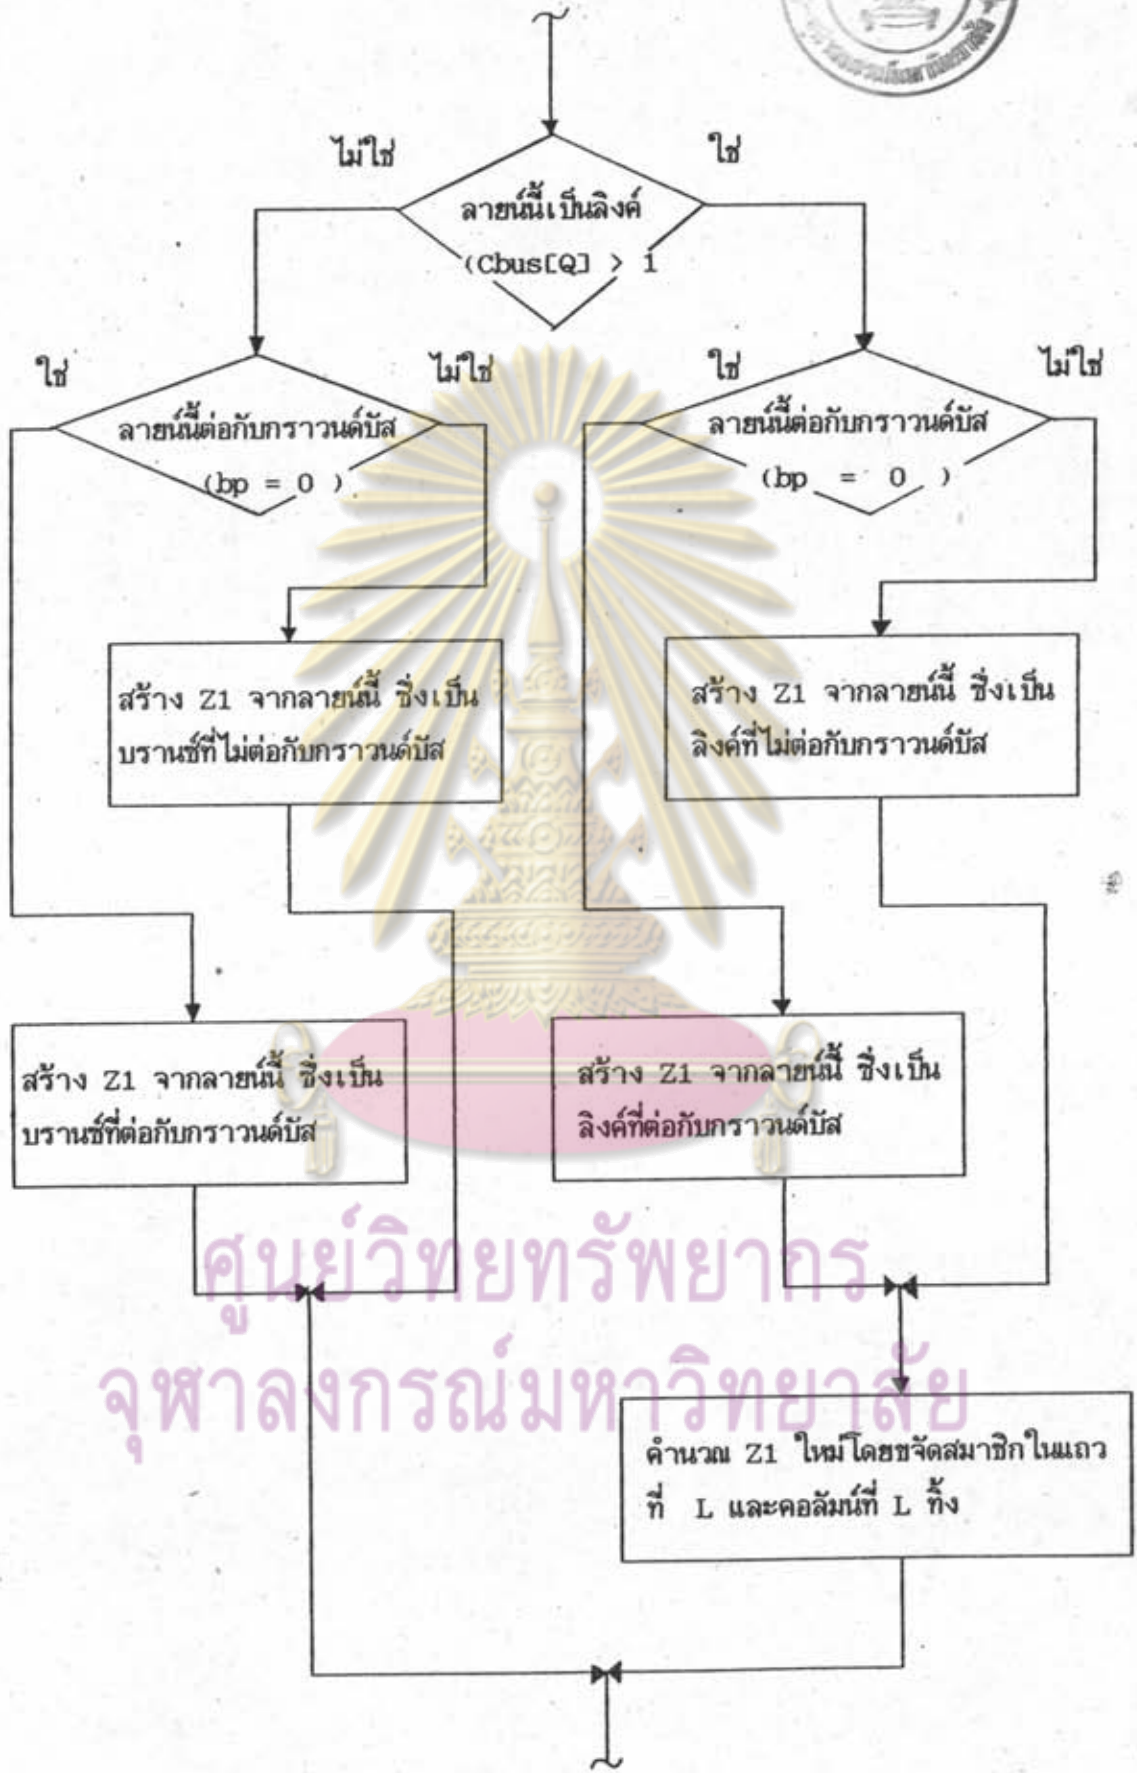 ไม่ใช่
ใช่
ลายน์นี้เป็นลิงค์
(Cbus[Q] > 1
ใช่
ไม่ใช่
ใช่
ไม่ใช่
ลายน์นี้ต่อกับกราวนด์บัส
(bp = 0 )
ลายน์นี้ต่อกับกราวนด์บัส
(bp = 0 )
สร้าง Z1 จากลายน์นี้ ซึ่งเป็น
บรานช์ที่ไม่ต่อกับกราวนด์บัส
สร้าง Z1 จากลายน์นี้ ซึ่งเป็น
ลิงค์ที่ไม่ต่อกับกราวนด์บัส
สร้าง Z1 จากลายน์นี้ ซึ่งเป็น
บรานช์ที่ต่อกับกราวนด์บัส
สร้าง Z1 จากลายน์นี้ ซึ่งเป็น
ลิงค์ที่ต่อกับกราวนด์บัส
ศูนย์วิทยทรัพยากร
จุฬาลงกรณ์มหาวิทยาลัย
คำนวณ Z1 ใหม่โดยขจัดสมาชิกในแถว
ที่ L และคอลัมน์ที่ L ทิ้ง